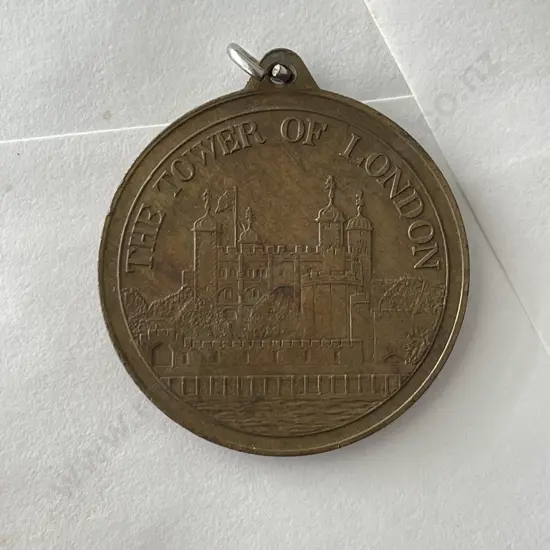 THE TOWER OF LONDON